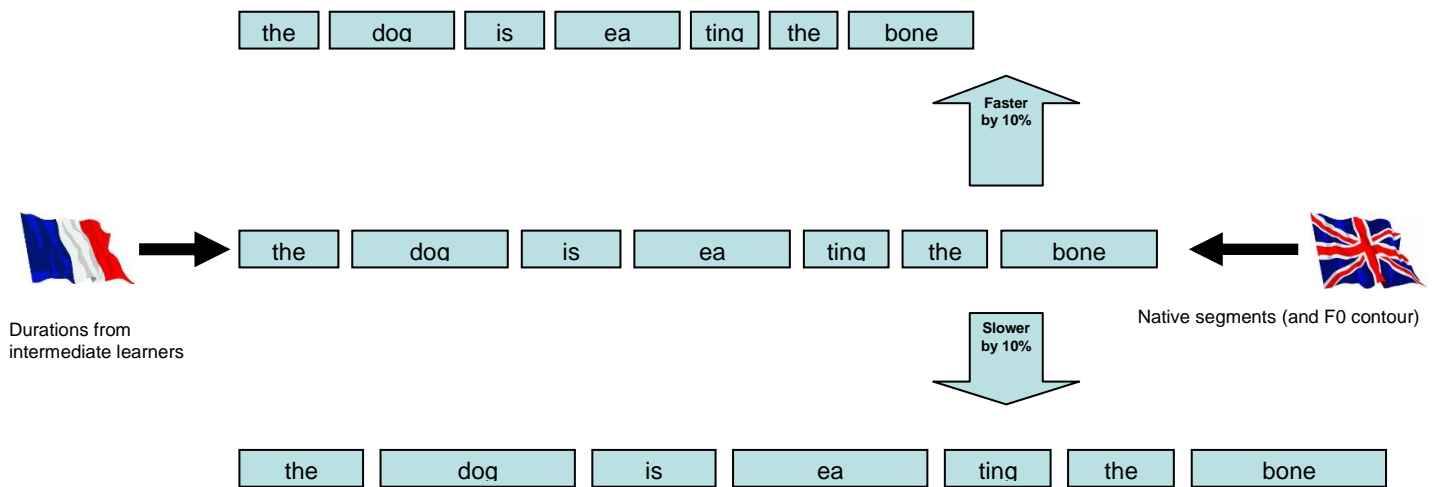 the dog is ea ting the bone
Faster
by 10%
the dog is ea ting the bone
Durations from
intermediate learners
Native segments (and F0 contour)
Slower
by 10%
the dog is ea ting the bone